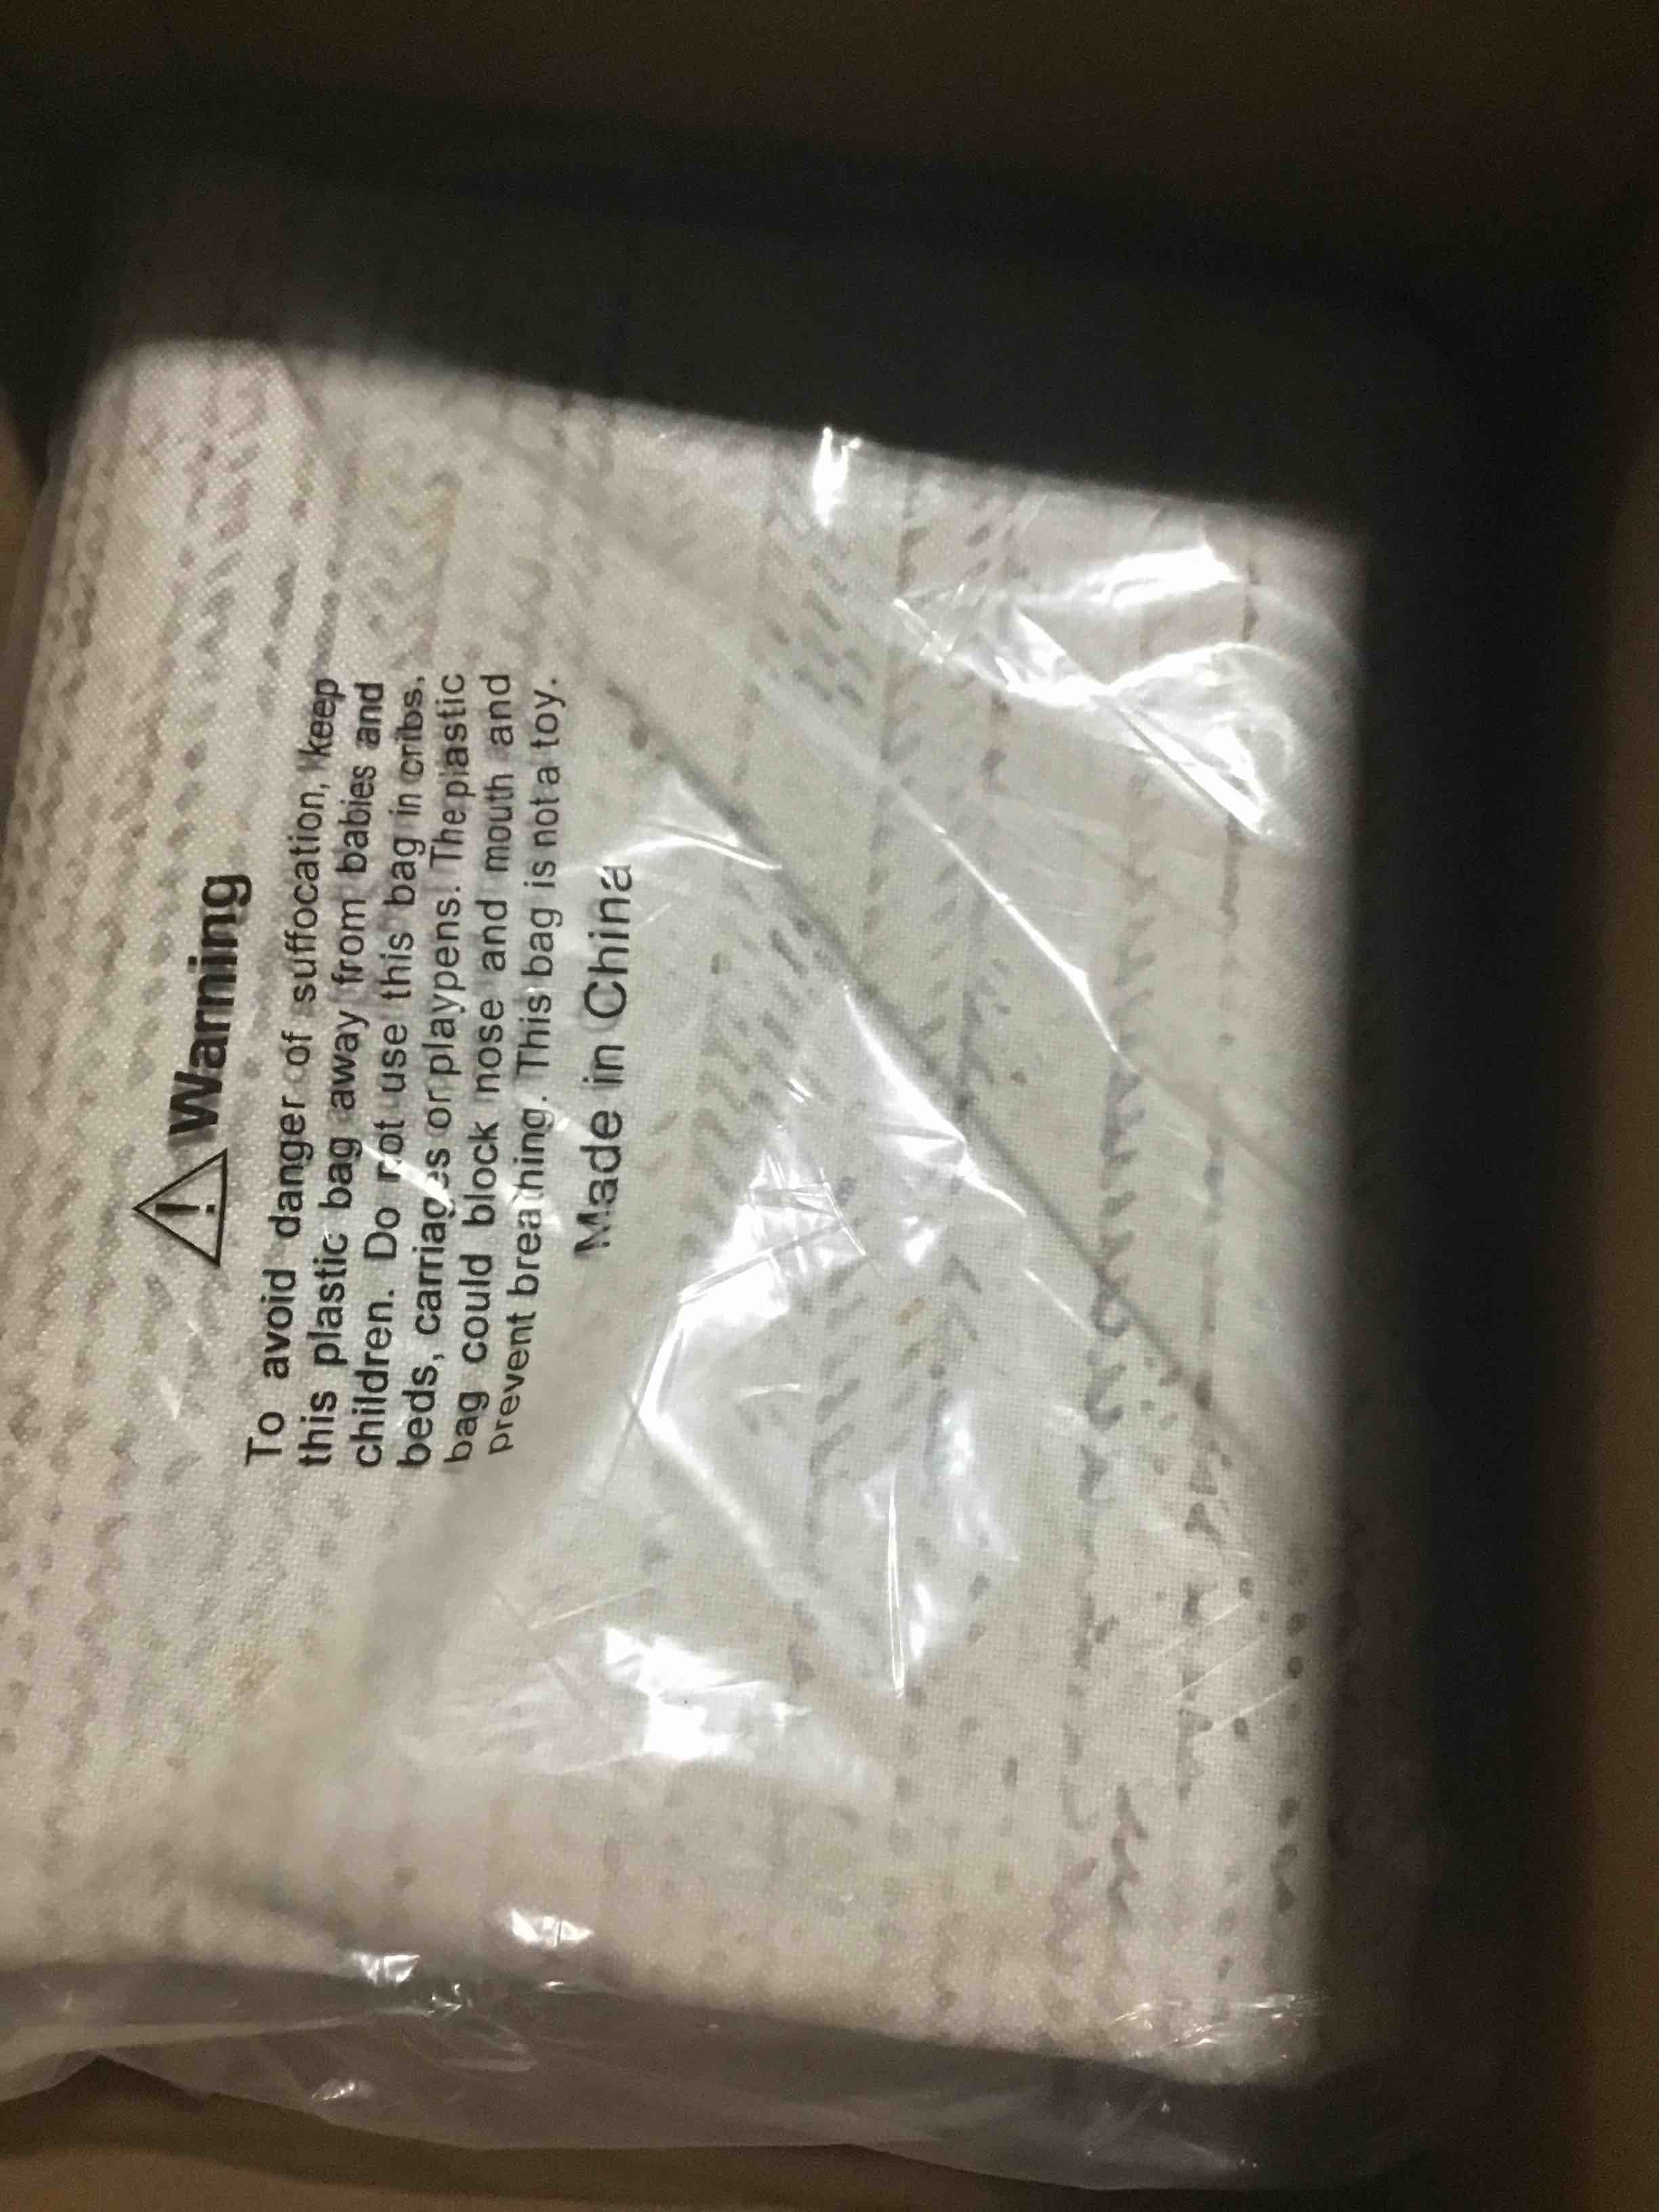 Warning
To avoid danger of suffocation, keep
this plastic bag away from babies and
children. Do not use this bag in cribs,
beds, carriages or playpens. The plastic
bag could block nose and mouth and
prevent breathing. This bag is not a toy.
Made in China